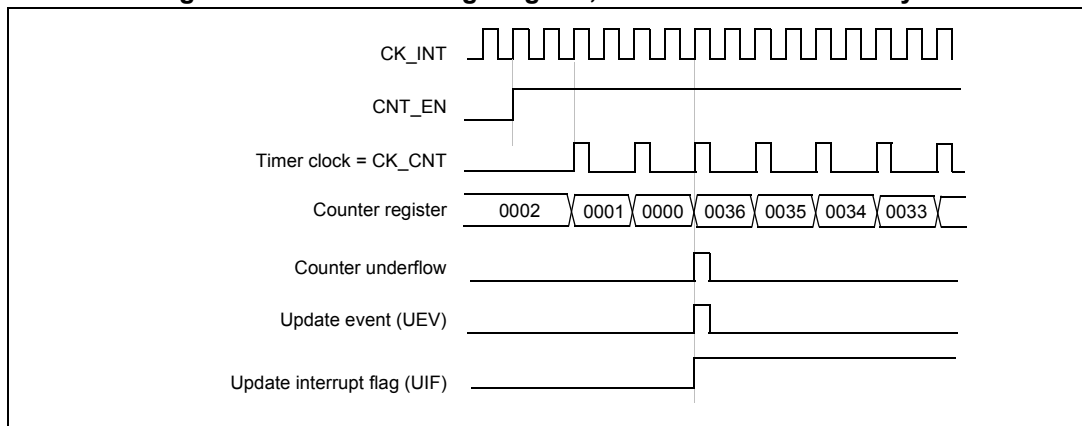 CK_INT
CNT_EN
Timer clock = CK_CNT
Counter register 0002 0001 0000 0036 0035 0034 0033
Counter underflow
Update event (UEV)
Update interrupt flag (UIF)